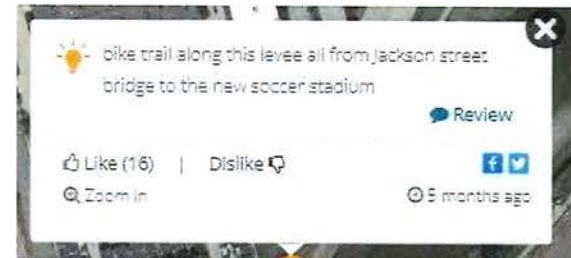 bike trail along this levee all from Jackson street
bridge to the new soccer stadium
Review
Like (16) | Dislike
Zoom in
5 months ago